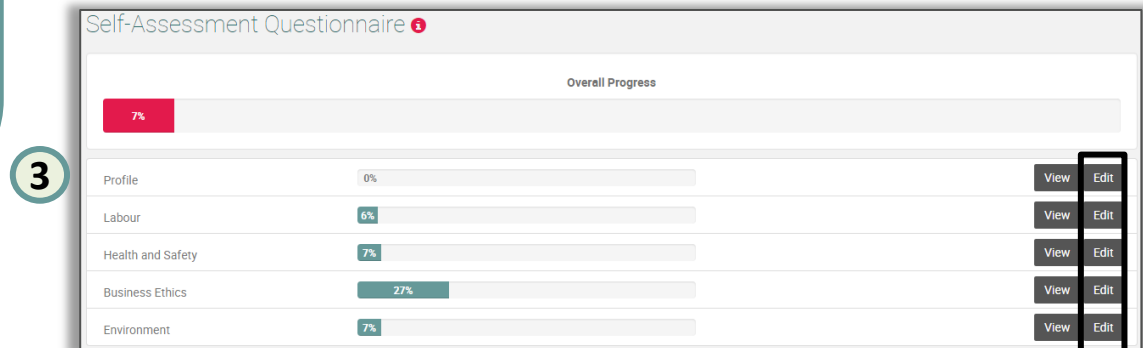 Self-Assessment Questionnaire
Overall Progress
7%
3
Profile 0% View Edit
Labour 6% View Edit
Health and Safety 7% View Edit
Business Ethics 27% View Edit
Environment 7% View Edit